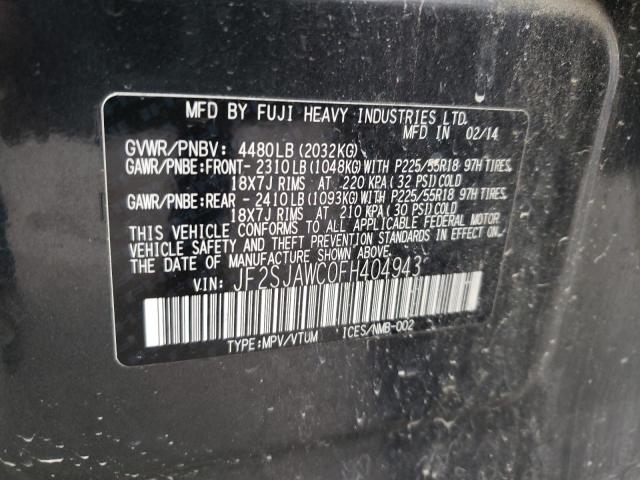 MFD BY FUJI HEAVY INDUSTRIES LTD.
MFD IN 02/14
GVWR/PNBV: 4480LB (2032KG)
GAWR/PNBE:FRONT- 2310LB (1048KG) WITH P225/55R18 97H TIRES,
18X7J RIMS AT 220 KPA (32 PSI) COLD
GAWR/PNBE:REAR - 2410LB (1093KG) WITH P225/55R18 97H TIRES,
18X7J RIMS AT 210 KPA (30 PSI) COLD
THIS VEHICLE CONFORMS TO ALL APPLICABLE FEDERAL MOTOR
VEHICLE SAFETY AND THEFT PREVENTION STANDARDS IN EFFECT ON
THE DATE OF MANUFACTURE SHOWN ABOVE.
VIN: JF2SJAWC0FH404943
TYPE:MPV/VTUM ICES/NMB-002